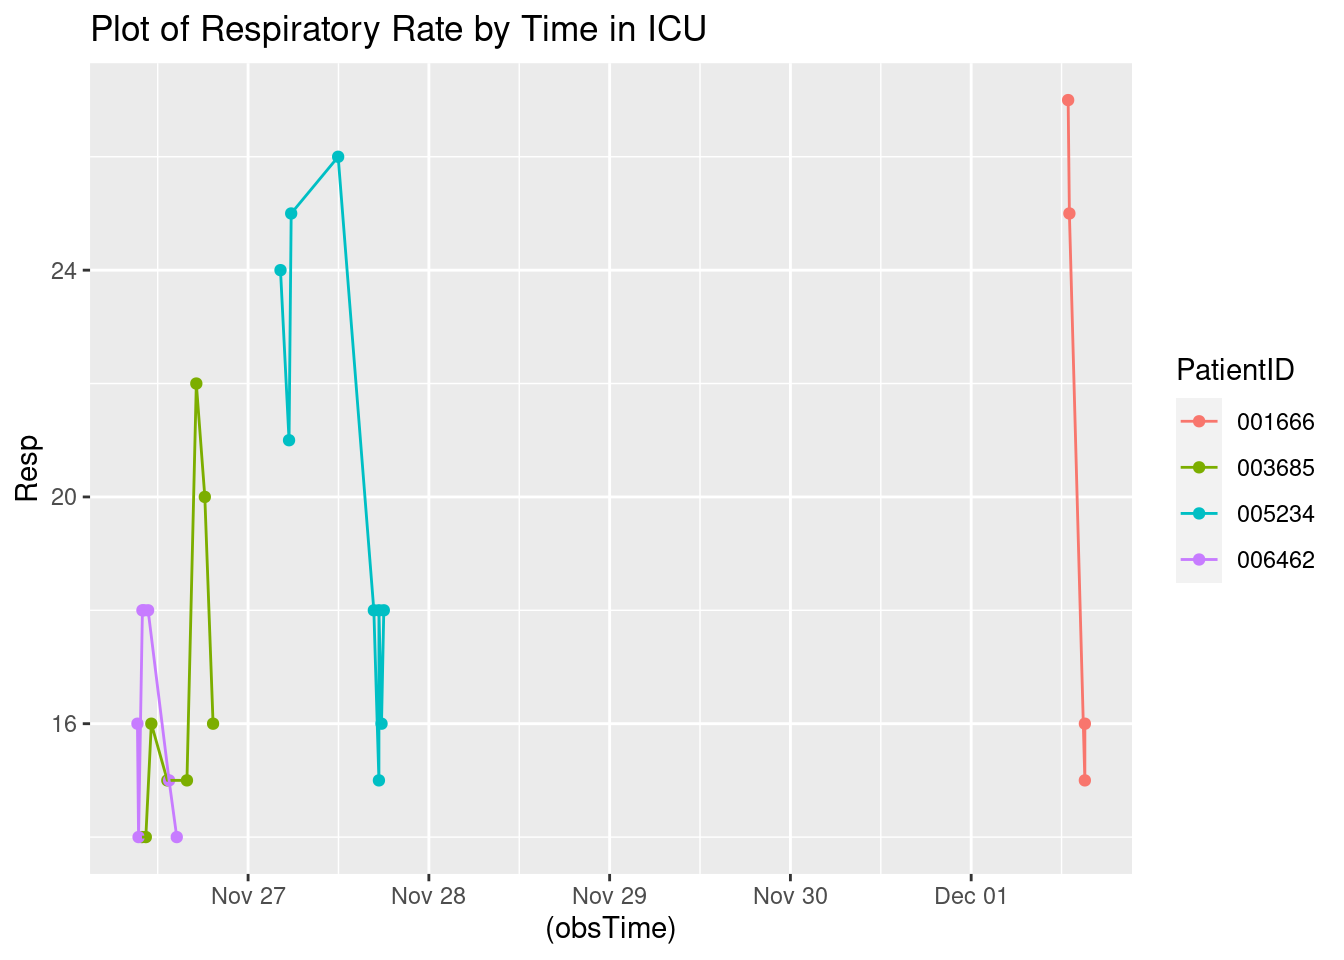 Plot of Respiratory Rate by Time in ICU
Resp
24
20
16
Nov 27 Nov 28 Nov 29 Nov 30 Dec 01
(obsTime)
PatientID
001666
003685
005234
006462